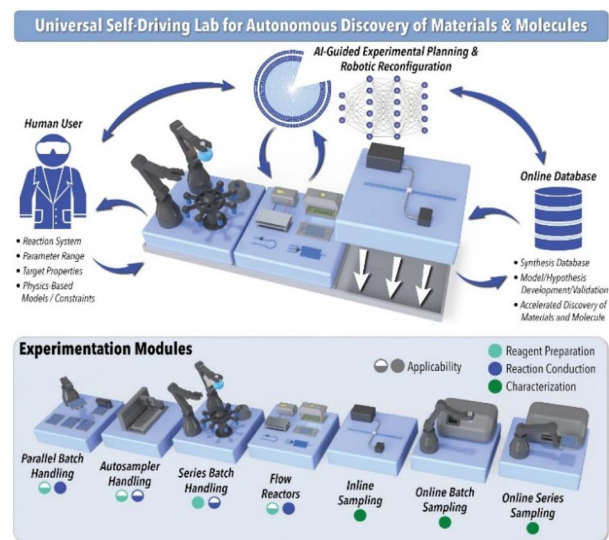 Universal Self-Driving Lab for Autonomous Discovery of Materials & Molecules
AI-Guided Experimental Planning &
Robotic Reconfiguration
Human User
• Reaction System
• Parameter Range
• Target Properties
• Physics-Based
Models / Constraints
Online Database
• Synthesis Database
• Model/Hypothesis
Development/Validation
• Accelerated Discovery of
Materials and Molecule
Experimentation Modules
Applicability
Reagent Preparation
Reaction Conduction
Characterization
Parallel Batch
Handling
Autosampler
Handling
Series Batch
Handling
Flow
Reactors
Inline
Sampling
Online Batch
Sampling
Online Series
Sampling